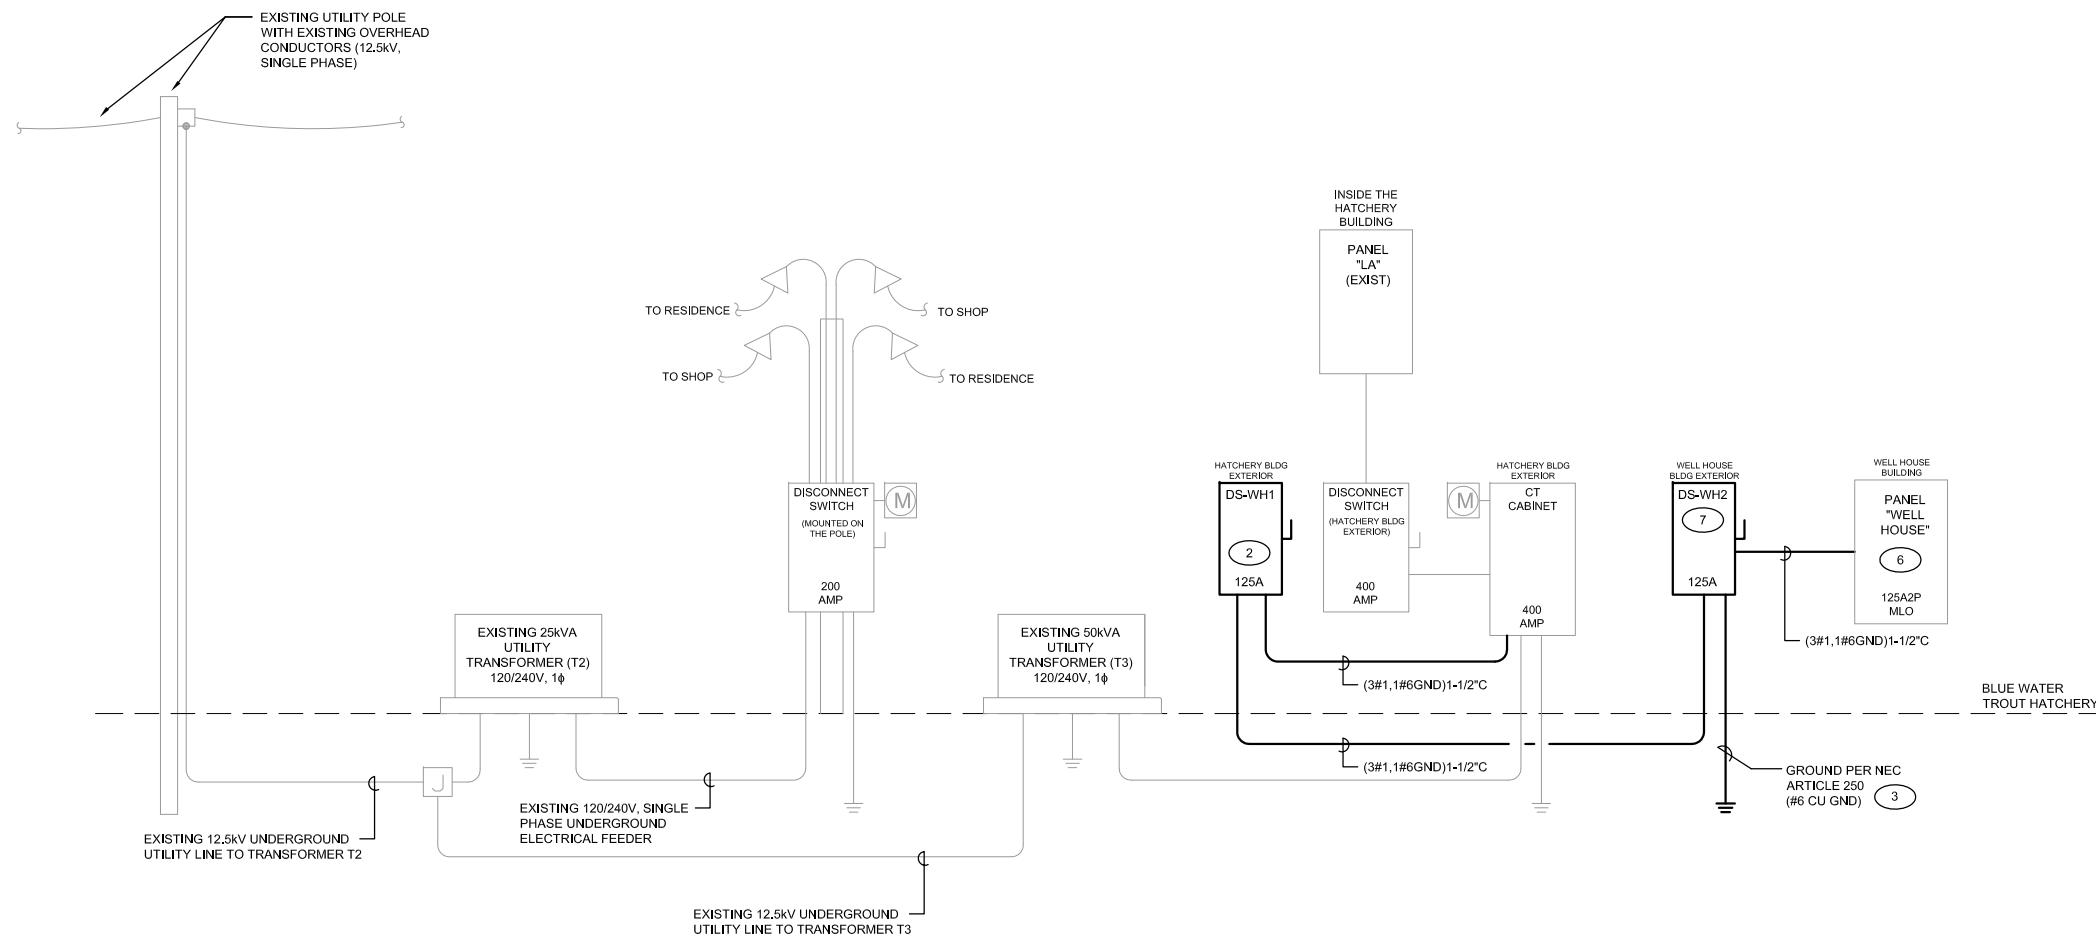 EXISTING UTILITY POLE
WITH EXISTING OVERHEAD
CONDUCTORS (12.5kV,
SINGLE PHASE)
INSIDE THE
HATCHERY
BUILDING
PANEL
"LA"
(EXIST)
TO RESIDENCE
TO SHOP
TO SHOP
TO RESIDENCE
DISCONNECT
SWITCH
(MOUNTED ON
THE POLE)
200
AMP
M
HATCHERY BLDG
EXTERIOR
DS-WH1
2
125A
DISCONNECT
SWITCH
(HATCHERY BLDG
EXTERIOR)
400
AMP
M
HATCHERY BLDG
EXTERIOR
CT
CABINET
400
AMP
WELL HOUSE
BLDG EXTERIOR
DS-WH2
7
125A
WELL HOUSE
BUILDING
PANEL
"WELL
HOUSE"
6
125A2P
MLO
(3#1,1#6GND)1-1/2"C
EXISTING 25kVA
UTILITY
TRANSFORMER (T2)
120/240V, 1ϕ
EXISTING 50kVA
UTILITY
TRANSFORMER (T3)
120/240V, 1ϕ
(3#1,1#6GND)1-1/2"C
BLUE WATER
TROUT HATCHERY
(3#1,1#6GND)1-1/2"C
GROUND PER NEC
ARTICLE 250
(#6 CU GND)
3
J
EXISTING 120/240V, SINGLE
PHASE UNDERGROUND
ELECTRICAL FEEDER
EXISTING 12.5kV UNDERGROUND
UTILITY LINE TO TRANSFORMER T2
EXISTING 12.5kV UNDERGROUND
UTILITY LINE TO TRANSFORMER T3